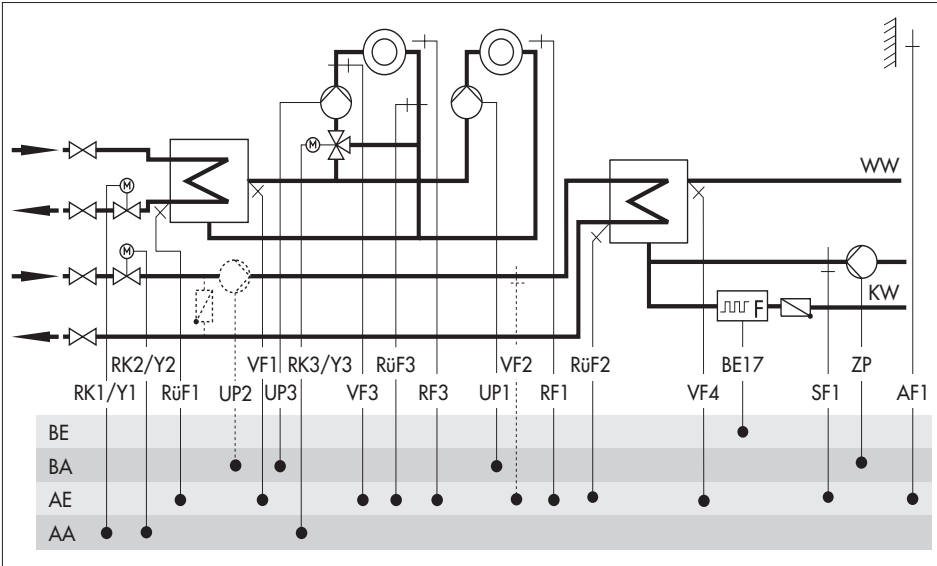 M
WW
M
M
M
F
KW
RK2/Y2 VF1 RK3/Y3 RüF3 VF2 RüF2 BE17 ZP
RK1/Y1 RüF1 UP2 UP3 VF3 RF3 UP1 RF1 VF4 SF1 AF1
BE
BA
AE
AA